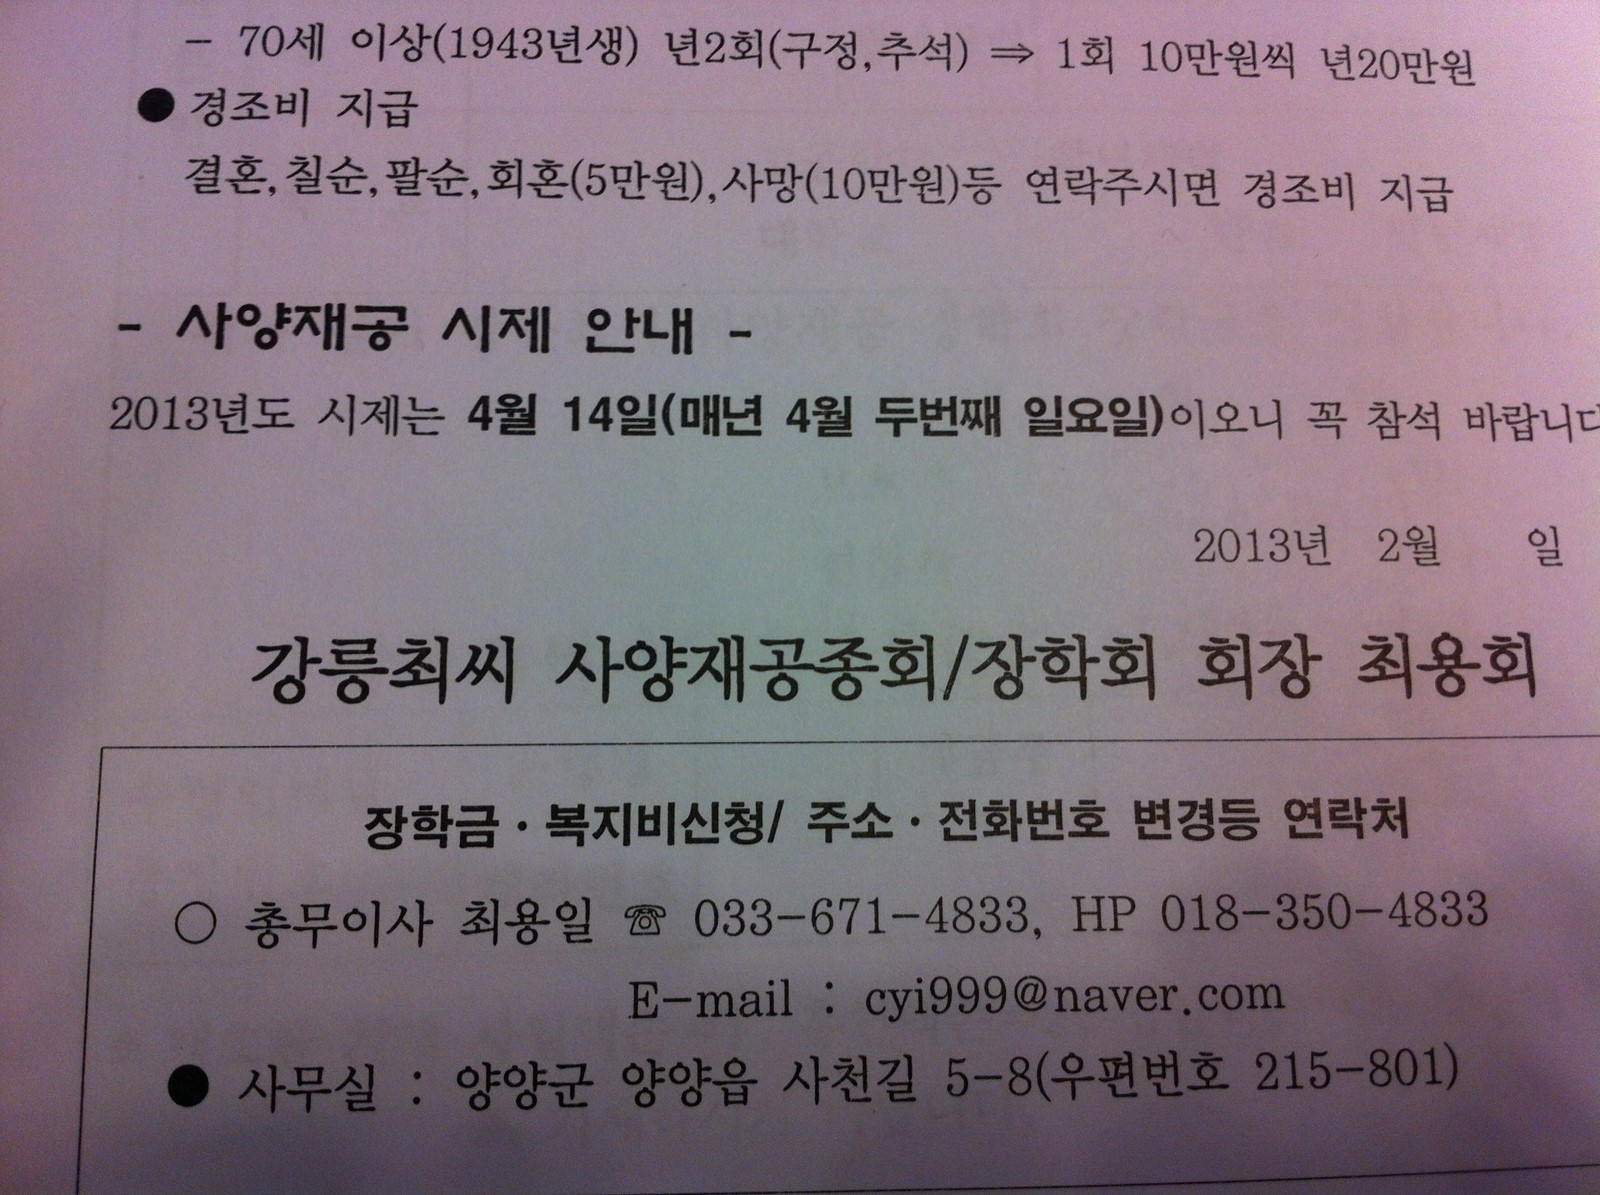 - 70세 이상(1943년생) 년2회(구정,추석) ⇒ 1회 10만원씩 년20만원
● 경조비 지급
결혼,칠순,팔순,회혼(5만원),사망(10만원)등 연락주시면 경조비 지급
- 사양재공 시제 안내 -
2013년도 시제는 4월 14일(매년 4월 두번째 일요일)이오니 꼭 참석 바랍니다
2013년 2월 일
강릉최씨 사양재공종회/장학회 회장 최용회
장학금·복지비신청/ 주소·전화번호 변경등 연락처
○ 총무이사 최용일 ☏ 033-671-4833, HP 018-350-4833
E-mail : cyi999@naver.com
● 사무실 : 양양군 양양읍 사천길 5-8(우편번호 215-801)